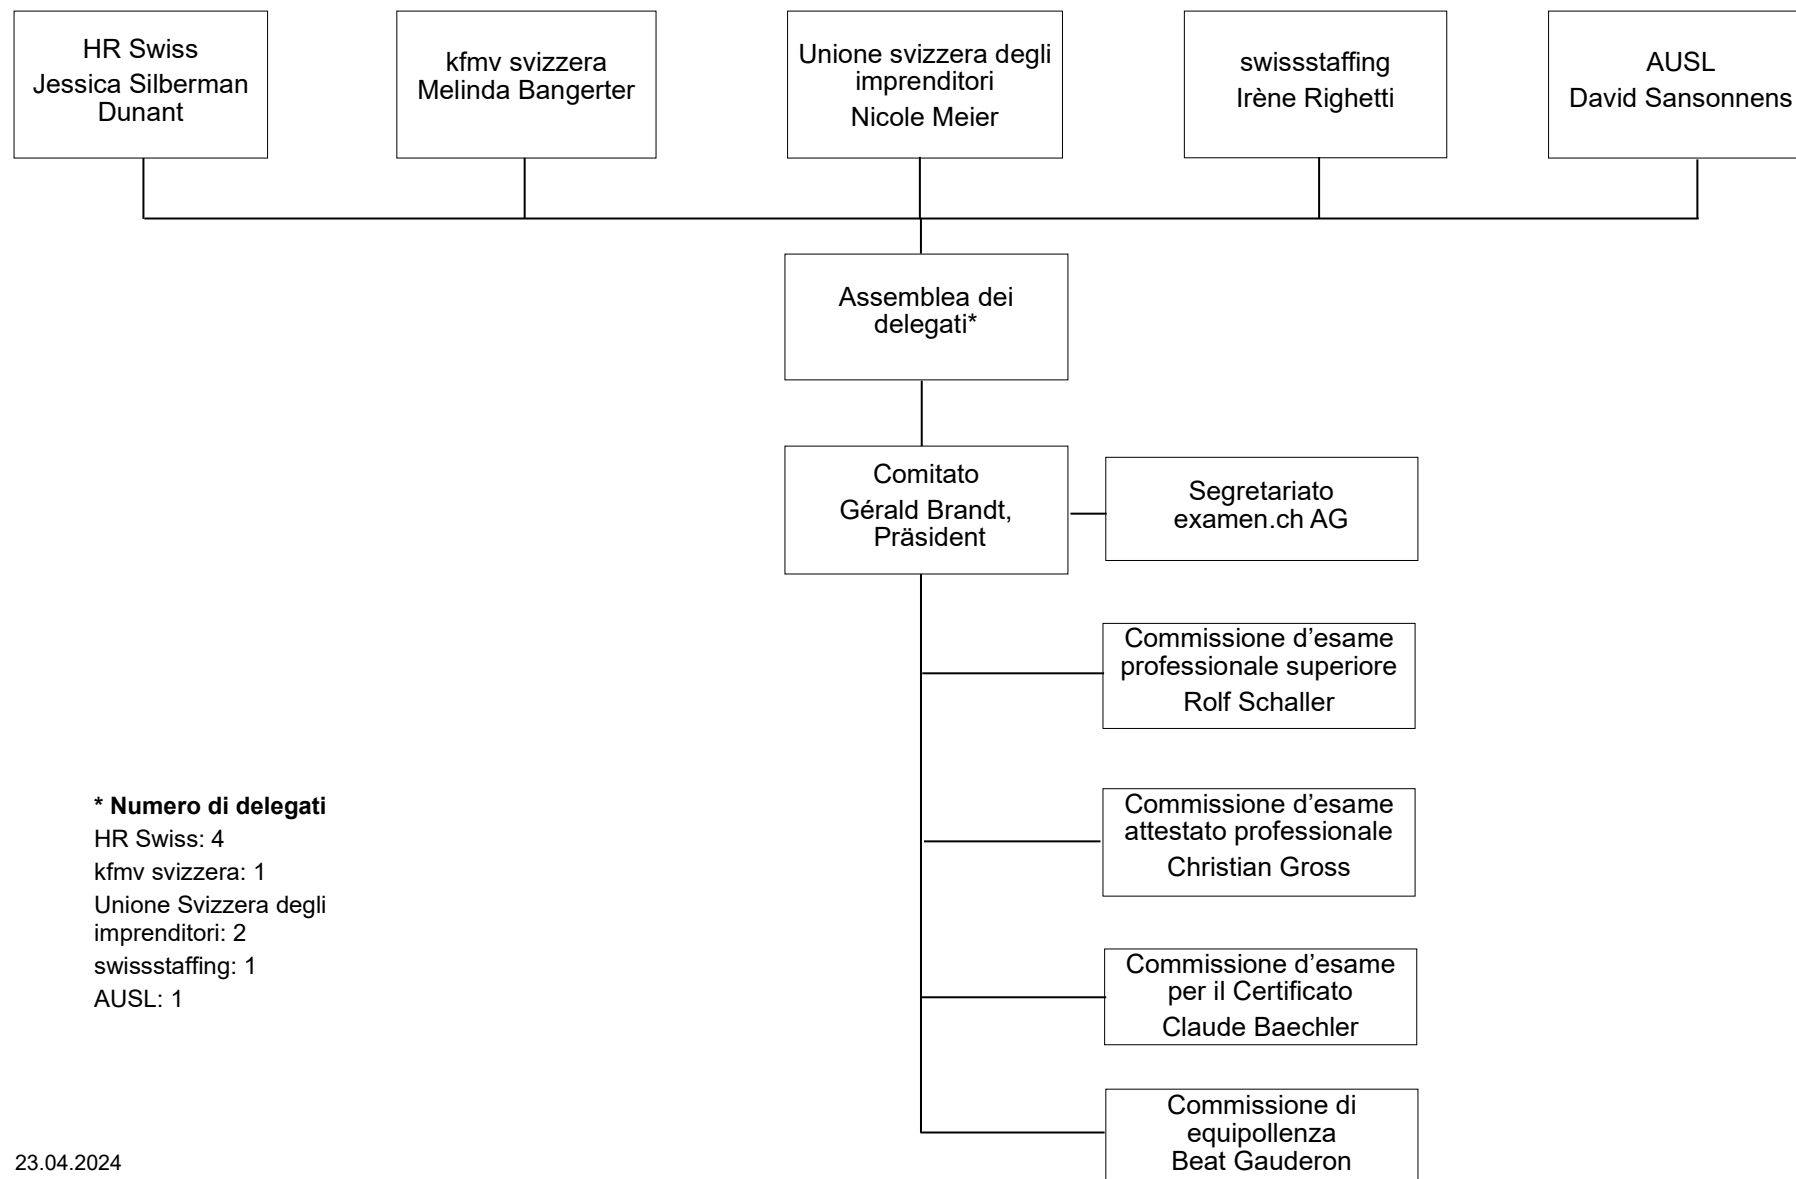 HR Swiss
Jessica Silberman
Dunant
kfmv svizzera
Melinda Bangerter
Unione svizzera degli
imprenditori
Nicole Meier
swissstaffing
Irène Righetti
AUSL
David Sansonnens
Assemblea dei
delegati*
Comitato
Gérald Brandt,
Präsident
Segretariato
examen.ch AG
Commissione d’esame
professionale superiore
Rolf Schaller
Commissione d’esame
attestato professionale
Christian Gross
Commissione d’esame
per il Certificato
Claude Baechler
Commissione di
equipollenza
Beat Gauderon
* Numero di delegati
HR Swiss: 4
kfmv svizzera: 1
Unione Svizzera degli
imprenditori: 2
swissstaffing: 1
AUSL: 1
23.04.2024